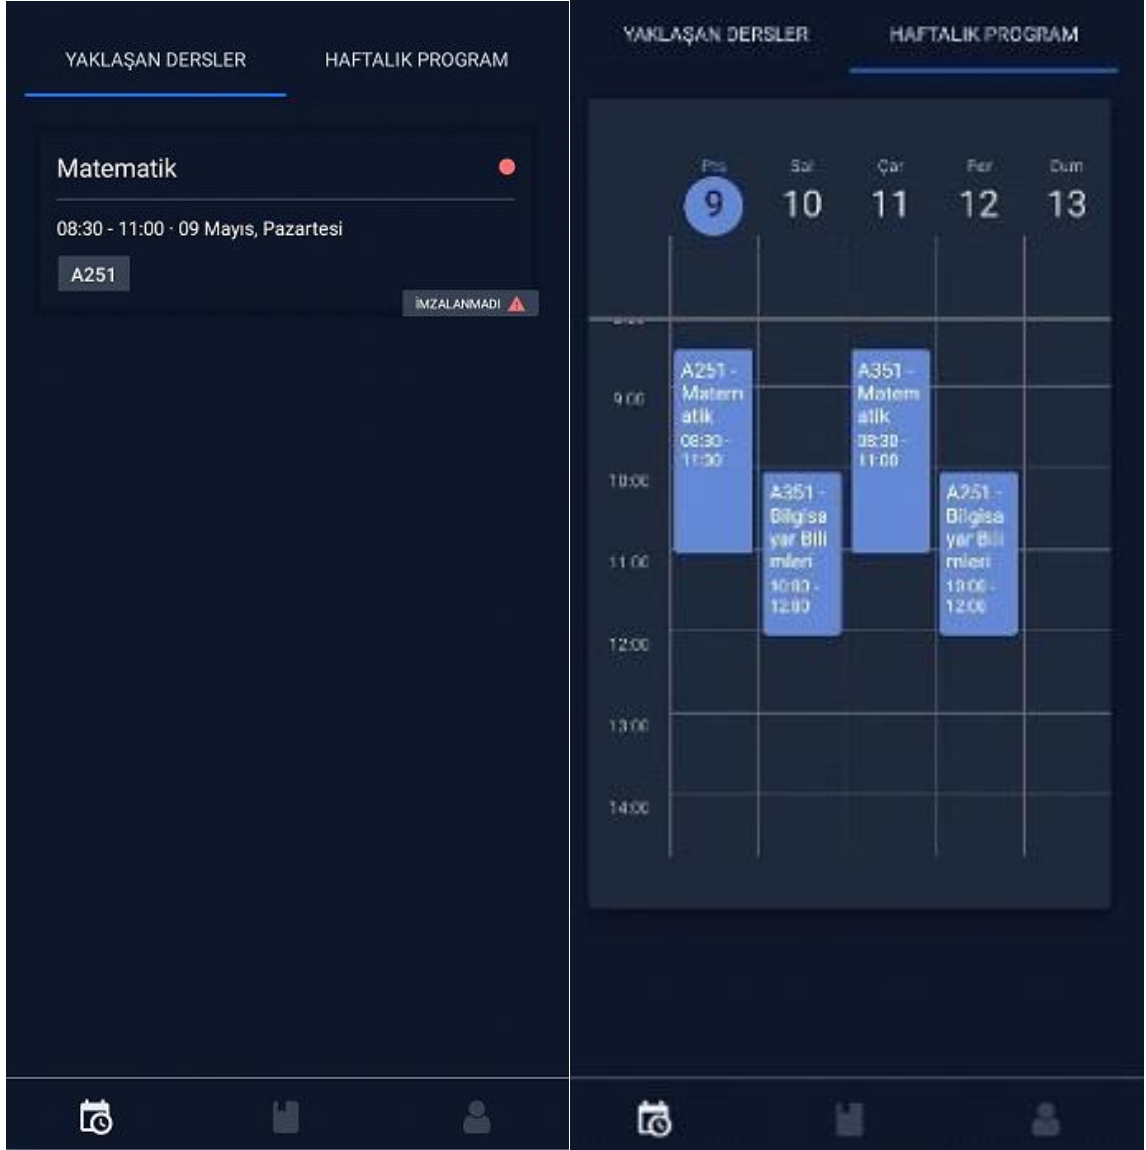 YAKLAŞAN DERSLER
HAFTALIK PROGRAM
Matematik
08:30 - 11:00 · 09 Mayıs, Pazartesi
A251
İMZALANMADI
YAKLAŞAN DERSLER
HAFTALIK PROGRAM
Pts
Sal
Çar
Per
Cum
9
10
11
12
13
9:00
10:00
11:00
12:00
13:00
14:00
A251 -
Matem
atik
08:30 -
11:00
A351 -
Bilgisa
yar Bili
mleri
10:00 -
12:00
A351 -
Matem
atik
08:30 -
11:00
A251 -
Bilgisa
yar Bili
mleri
10:00 -
12:00